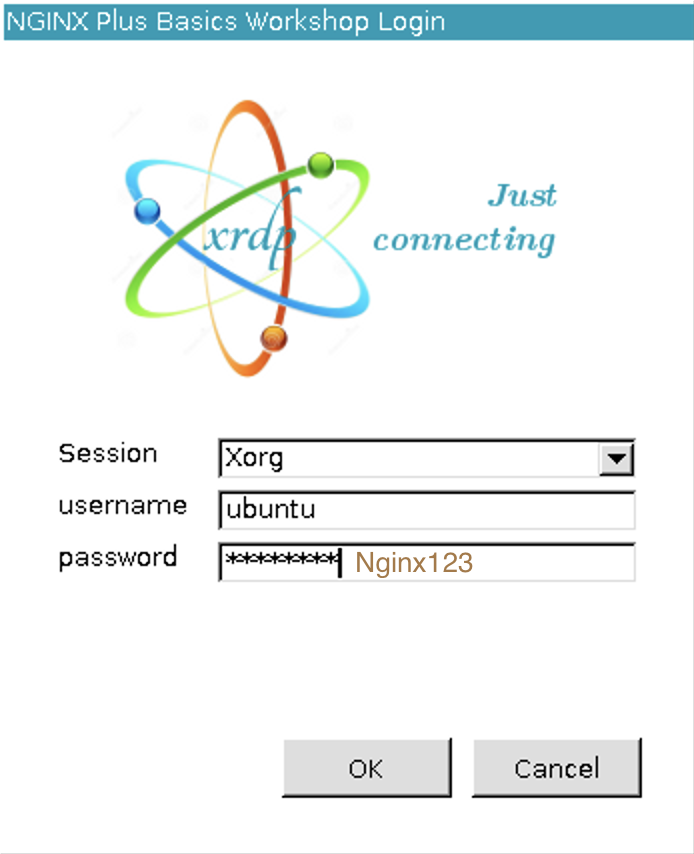 NGINX Plus Basics Workshop Login
xrdp
Just
connecting
Session
Xorg
username
ubuntu
password
******** Nginx123
OK
Cancel